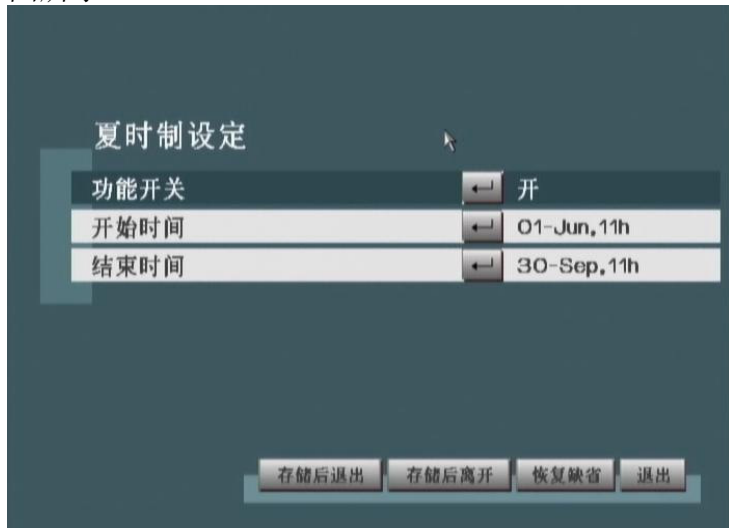 夏时制设定
功能开关 开
开始时间 01-Jun,11h
结束时间 30-Sep,11h
存储后退出 存储后离开 恢复缺省 退出